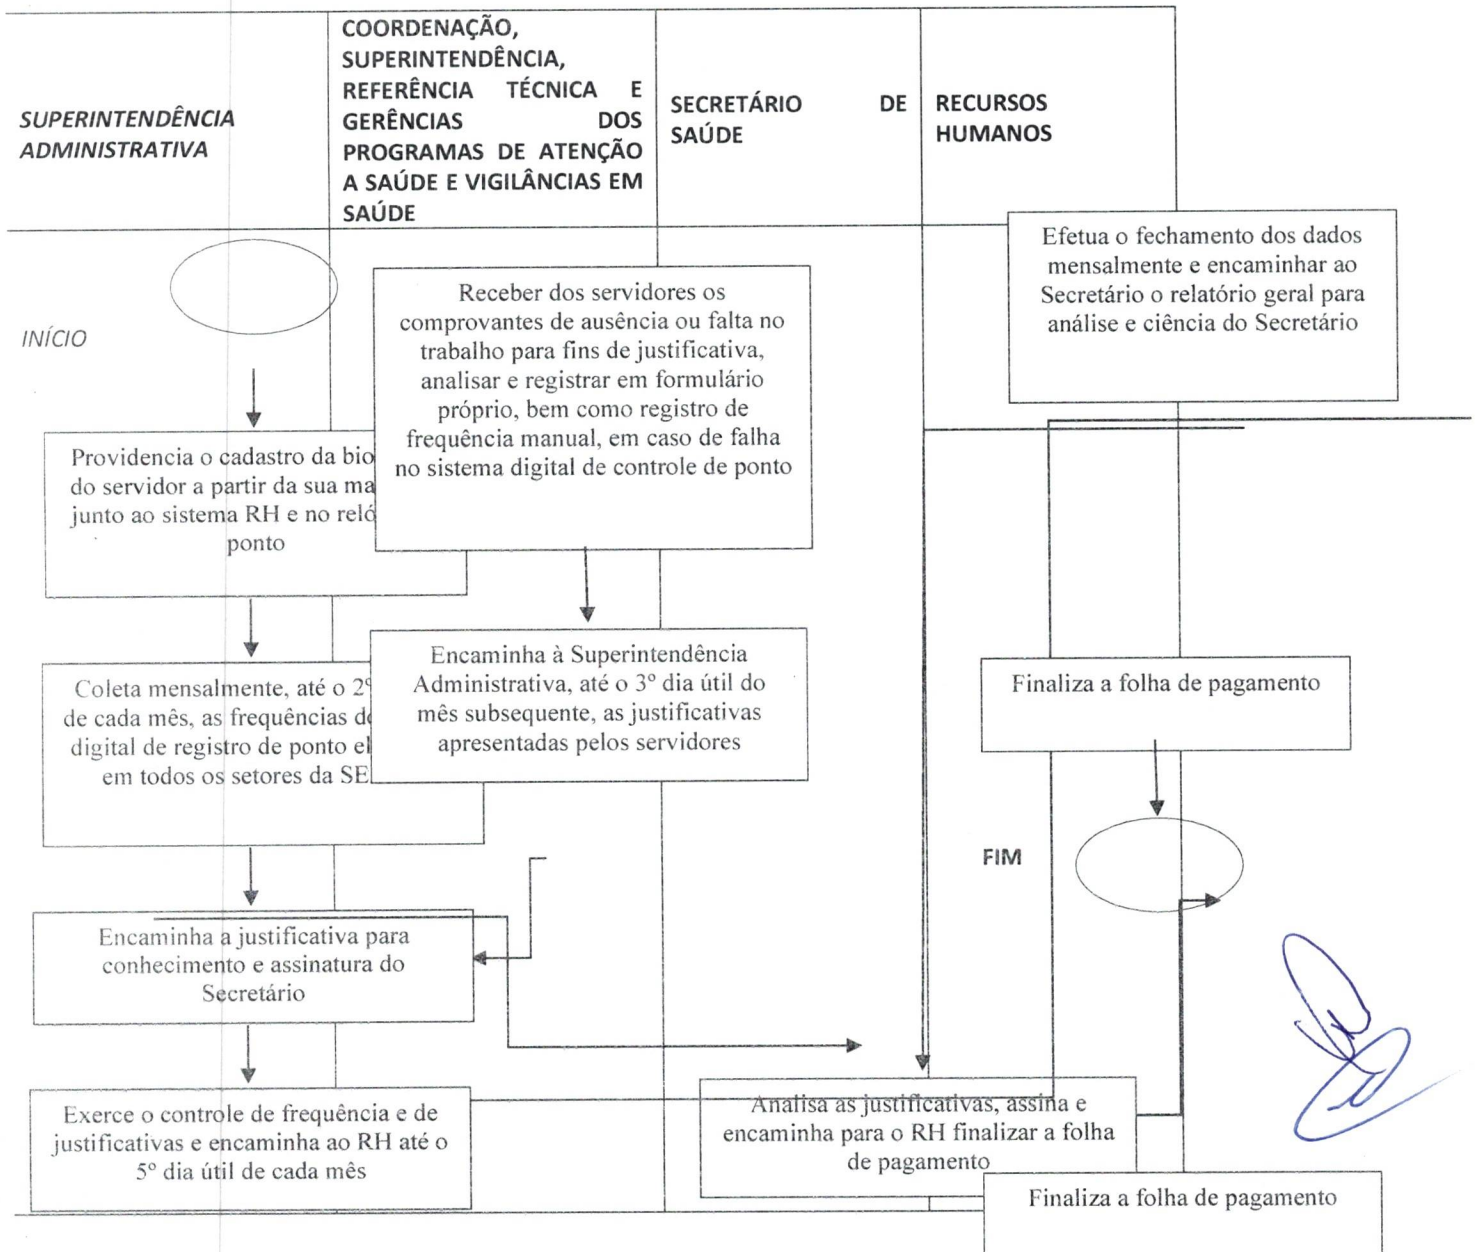 SUPERINTENDÊNCIA
ADMINISTRATIVA
COORDENAÇÃO,
SUPERINTENDÊNCIA,
REFERÊNCIA TÉCNICA E
GERÊNCIAS DOS
PROGRAMAS DE ATENÇÃO
A SAÚDE E VIGILÂNCIAS EM
SAÚDE
SECRETÁRIO DE
SAÚDE
RECURSOS
HUMANOS
INÍCIO
Providencia o cadastro da bio
do servidor a partir da sua ma
junto ao sistema RH e no reló
ponto
Coleta mensalmente, até o 2º
de cada mês, as frequências d
digital de registro de ponto el
em todos os setores da SE
Encaminha a justificativa para
conhecimento e assinatura do
Secretário
Exerce o controle de frequência e de
justificativas e encaminha ao RH até o
5º dia útil de cada mês
Receber dos servidores os
comprovantes de ausência ou falta no
trabalho para fins de justificativa,
analisar e registrar em formulário
próprio, bem como registro de
frequência manual, em caso de falha
no sistema digital de controle de ponto
Encaminha à Superintendência
Administrativa, até o 3º dia útil do
mês subsequente, as justificativas
apresentadas pelos servidores
Analisa as justificativas, assina e
encaminha para o RH finalizar a folha
de pagamento
Efetua o fechamento dos dados
mensalmente e encaminhar ao
Secretário o relatório geral para
análise e ciência do Secretário
Finaliza a folha de pagamento
FIM
Finaliza a folha de pagamento